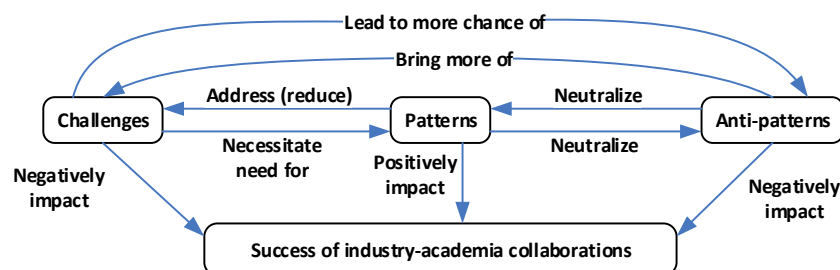 Lead to more chance of
Bring more of
Address (reduce)
Neutralize
Challenges
Patterns
Anti-patterns
Necessitate
need for
Neutralize
Negatively
impact
Positively
impact
Negatively
impact
Success of industry-academia collaborations